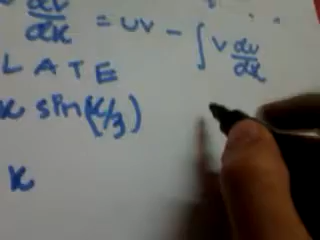 dv/dx = uv - ∫ v du/dx
LATE
x sin(x/3)
x